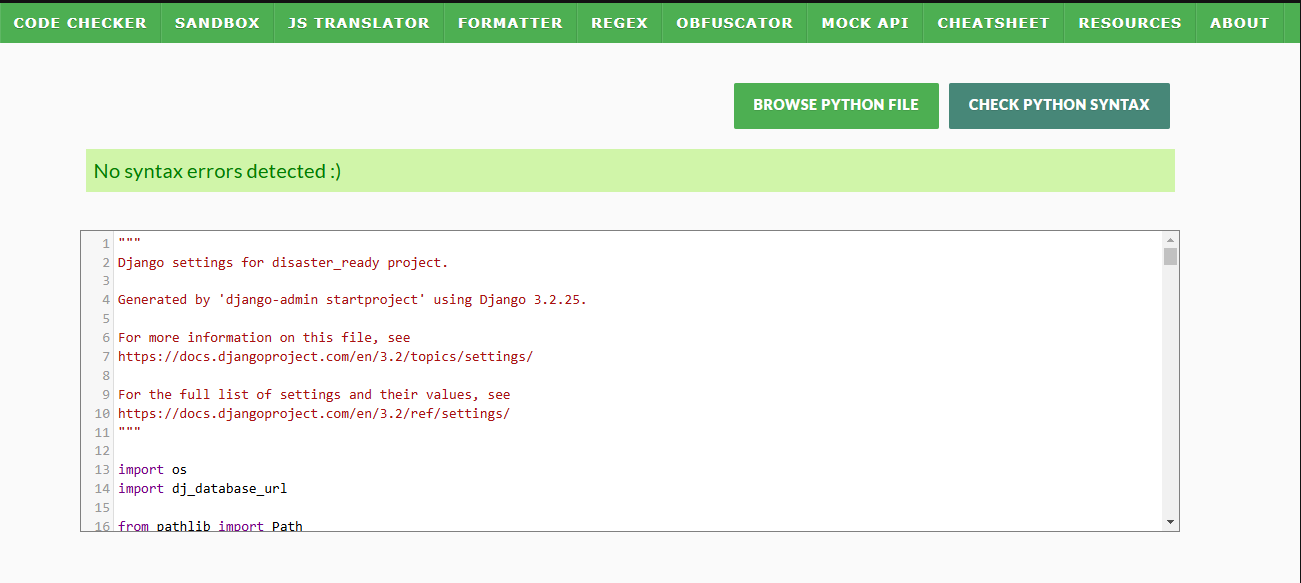 CODE CHECKER SANDBOX JS TRANSLATOR FORMATTER REGEX OBFUSCATOR MOCK API CHEATSHEET RESOURCES ABOUT
BROWSE PYTHON FILE CHECK PYTHON SYNTAX
No syntax errors detected :)
1 """
2 Django settings for disaster_ready project.
3
4 Generated by 'django-admin startproject' using Django 3.2.25.
5
6 For more information on this file, see
7 https://docs.djangoproject.com/en/3.2/topics/settings/
8
9 For the full list of settings and their values, see
10 https://docs.djangoproject.com/en/3.2/ref/settings/
11 """
12
13 import os
14 import dj_database_url
15
16 from pathlib import Path